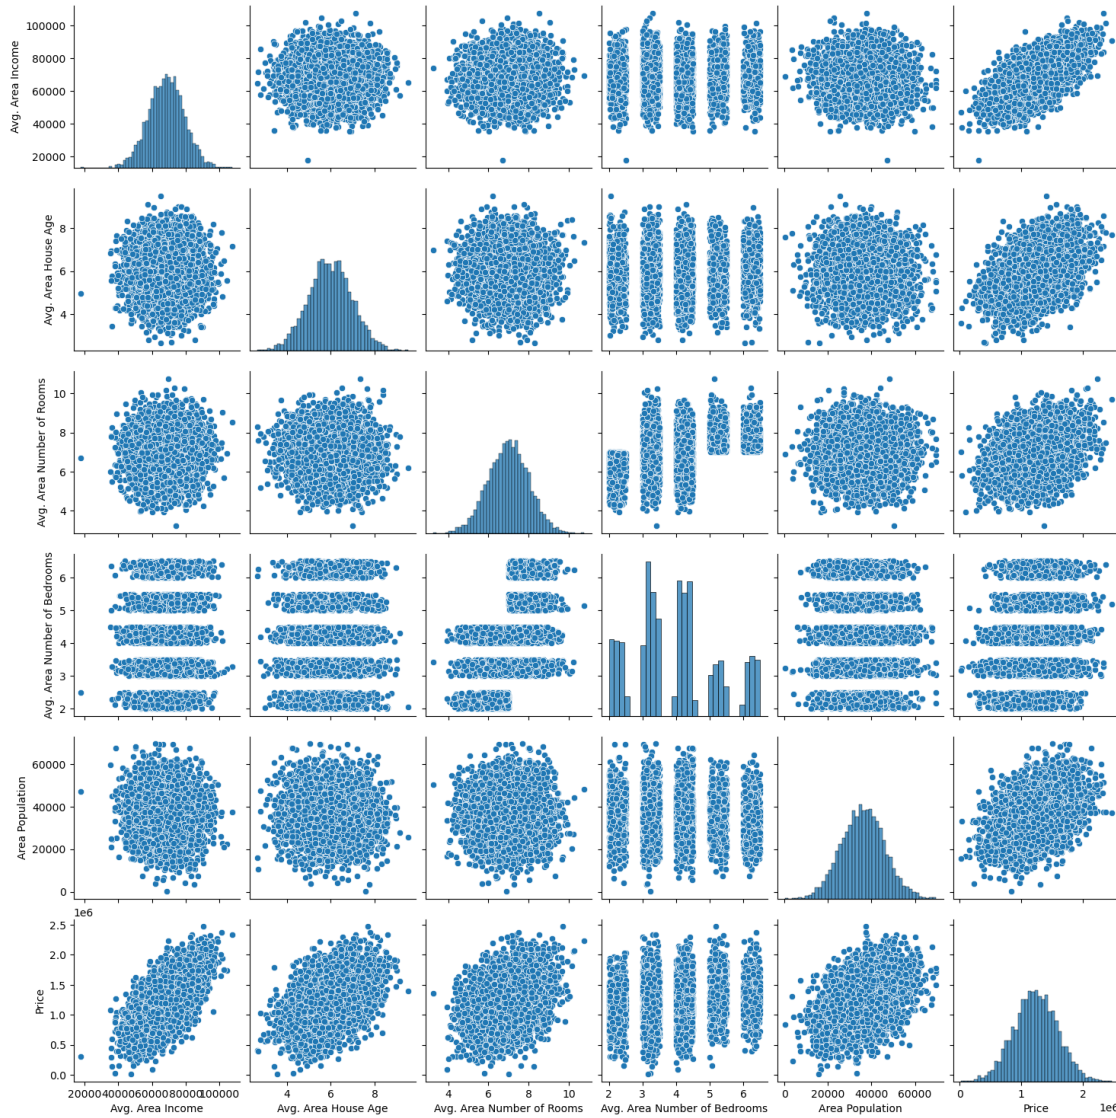 100000
80000
60000
40000
20000
Avg. Area Income
8
6
4
Avg. Area House Age
10
8
6
4
Avg. Area Number of Rooms
6
5
4
3
2
Avg. Area Number of Bedrooms
60000
40000
20000
0
Area Population
1e6
2.5
2.0
1.5
1.0
0.5
0.0
Price
20000 40000 60000 80000 100000
Avg. Area Income
4 6 8
Avg. Area House Age
4 6 8 10
Avg. Area Number of Rooms
2 3 4 5 6
Avg. Area Number of Bedrooms
0 20000 40000 60000
Area Population
0 1 2
Price
1e6